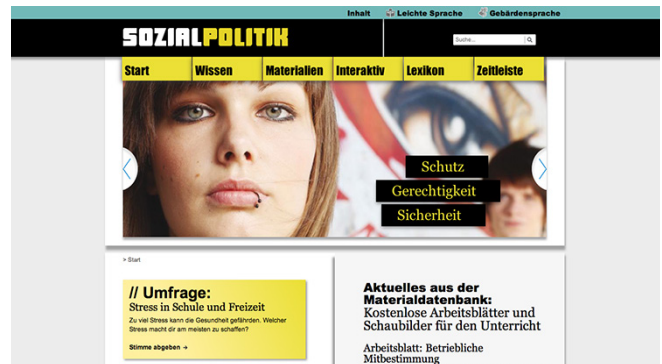 Inhalt Leichte Sprache Gebärdensprache
SOZIALPOLITIK
Suche...
Start Wissen Materialien Interaktiv Lexikon Zeitleiste
Schutz
Gerechtigkeit
Sicherheit
> Start
// Umfrage:
Stress in Schule und Freizeit
Zu viel Stress kann die Gesundheit gefährden. Welcher
Stress macht dir am meisten zu schaffen?
Stimme abgeben →
Aktuelles aus der
Materialdatenbank:
Kostenlose Arbeitsblätter und
Schaubilder für den Unterricht
Arbeitsblatt: Betriebliche
Mitbestimmung